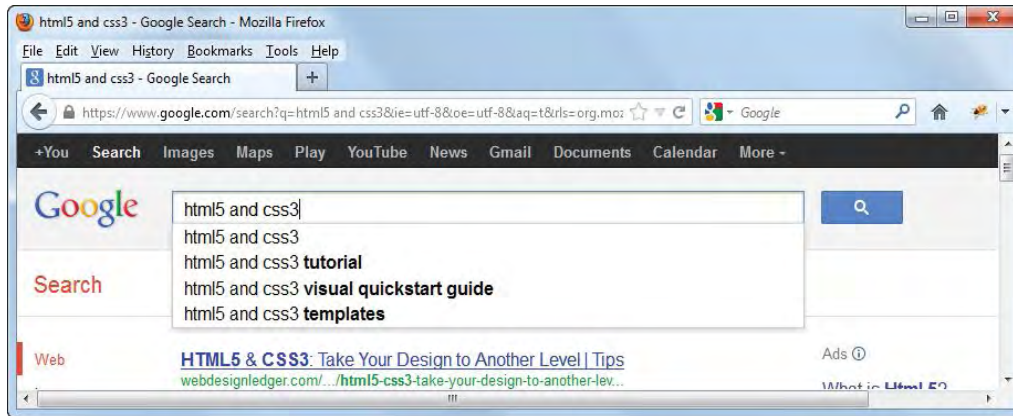 html5 and css3 - Google Search - Mozilla Firefox
File Edit View History Bookmarks Tools Help
html5 and css3 - Google Search +
https://www.google.com/search?q=html5 and css3&ie=utf-8&oe=utf-8&aq=t&rls=org.moz Google
+You Search Images Maps Play YouTube News Gmail Documents Calendar More
Google html5 and css3
html5 and css3
html5 and css3 tutorial
html5 and css3 visual quickstart guide
html5 and css3 templates
Search
Web
HTML5 & CSS3: Take Your Design to Another Level | Tips
webdesignledger.com/.../html5-css3-take-your-design-to-another-lev...
Ads
What is Html 5?